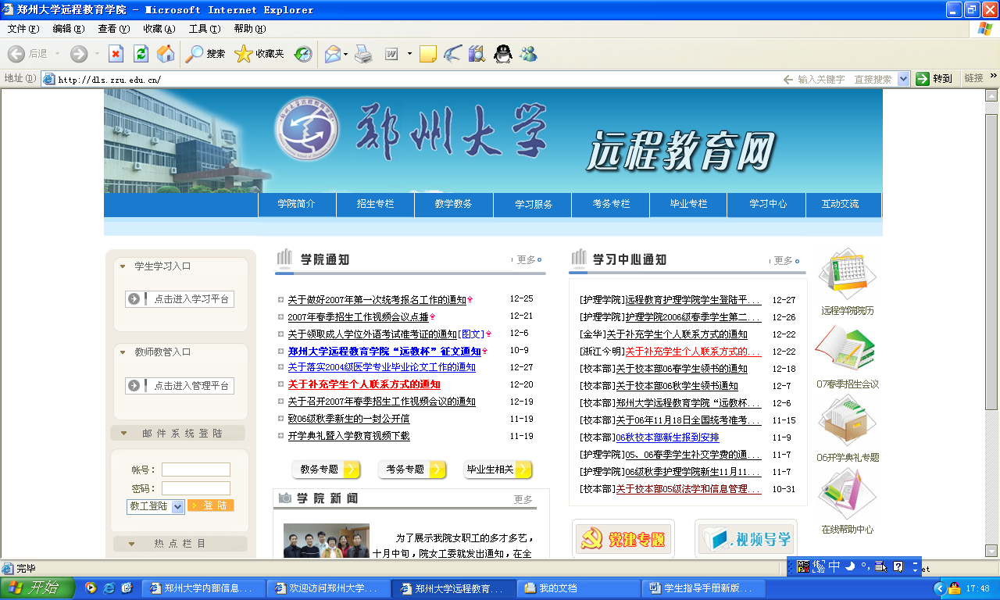 郑州大学远程教育学院 - Microsoft Internet Explorer
文件(F) 编辑(E) 查看(V) 收藏(A) 工具(T) 帮助(H)
后退 搜索 收藏夹
地址(D) http://dls.zzu.edu.cn/ 输入关键字 直接搜索 转到 链接 »
郑州大学 远程教育网
学院简介 招生专栏 教学教务 学习服务 考务专栏 毕业专栏 学习中心 互动交流
学生学习入口
点击进入学习平台
教师教管入口
点击进入管理平台
邮件系统登陆
帐号：
密码：
教工登陆 登 陆
热点栏目
学院通知 更多
关于做好2007年第一次统考报名工作的通知 12-25
2007年春季招生工作视频会议点播 12-21
关于领取成人学位外语考试准考证的通知[图文] 12-6
郑州大学远程教育学院“远教杯”征文通知 10-9
关于落实2004级医学专业毕业论文工作的通知 12-27
关于补充学生个人联系方式的通知 12-20
关于召开2007年春季招生工作视频会议的通知 12-19
致06级秋季新生的一封公开信 11-19
开学典礼暨入学教育视频下载 11-19
教务专题 考务专题 毕业生相关
学院新闻 更多
为了展示我院女职工的多才多艺，
十月中旬，院女工委就发出通知，在全
学习中心通知 更多
[护理学院]远程教育护理学院学生登陆平... 12-27
[护理学院]护理学院2006级春季学生第二... 12-26
[金华]关于补充学生个人联系方式的通知 12-22
[浙江今明]关于补充学生个人联系方式的... 12-22
[校本部]关于校本部06春学生领书的通知 12-18
[校本部]关于校本部06秋学生领书通知 12-7
[校本部]郑州大学远程教育学院“远教杯... 12-6
[校本部]关于06年11月18日全国统考准考... 11-15
[校本部]06秋校本部新生报到安排 11-9
[护理学院]05、06春季学生补交学费的通... 11-7
[护理学院]06级秋季护理学院新生11月11... 11-7
[校本部]关于校本部05级法学和信息管理... 10-31
党建专题 视频导学
远程学院院历
07春季招生会议
06开学典礼专题
在线帮助中心
完毕
中
et
开始 郑州大学内部信息... 欢迎访问郑州大学... 郑州大学远程教育... 我的文档 学生指导手册新版... 17:48